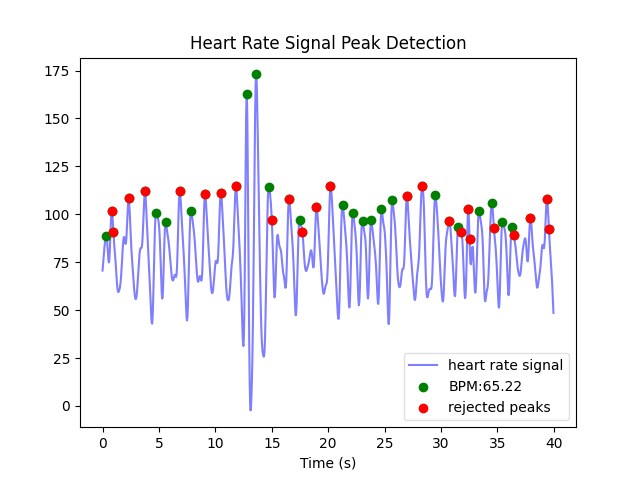 Heart Rate Signal Peak Detection
175
150
125
100
75
50
25
0
heart rate signal
BPM:65.22
rejected peaks
0 5 10 15 20 25 30 35 40
Time (s)